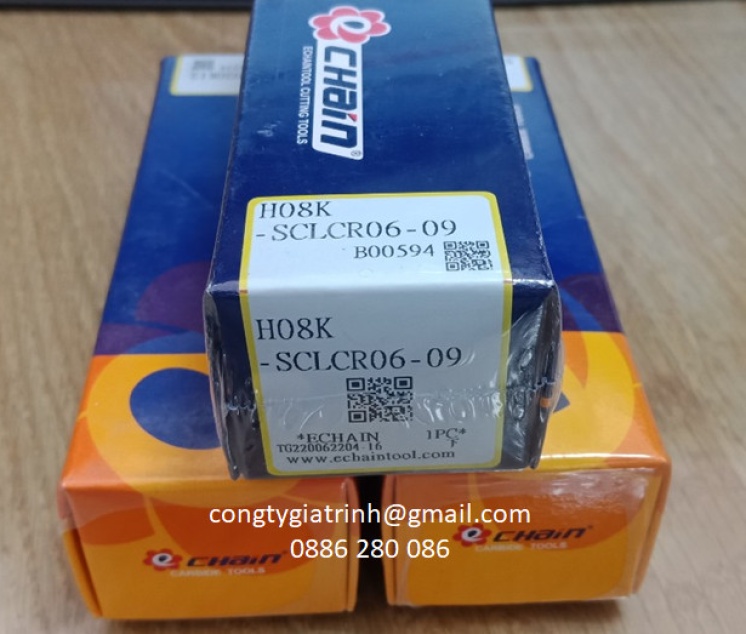 eCHain®
ECHAINTOOL CUTTING TOOLS
H08K
-SCLCR06-09
B00594
H08K
-SCLCR06-09
*ECHAIN 1PC*
TG220062204-16 F
www.echaintool.com
congtygiatrinh@gmail.com
0886 280 086
eCHain®
CARBIDE TOOLS
eCHain®
CARBIDE TOOLS